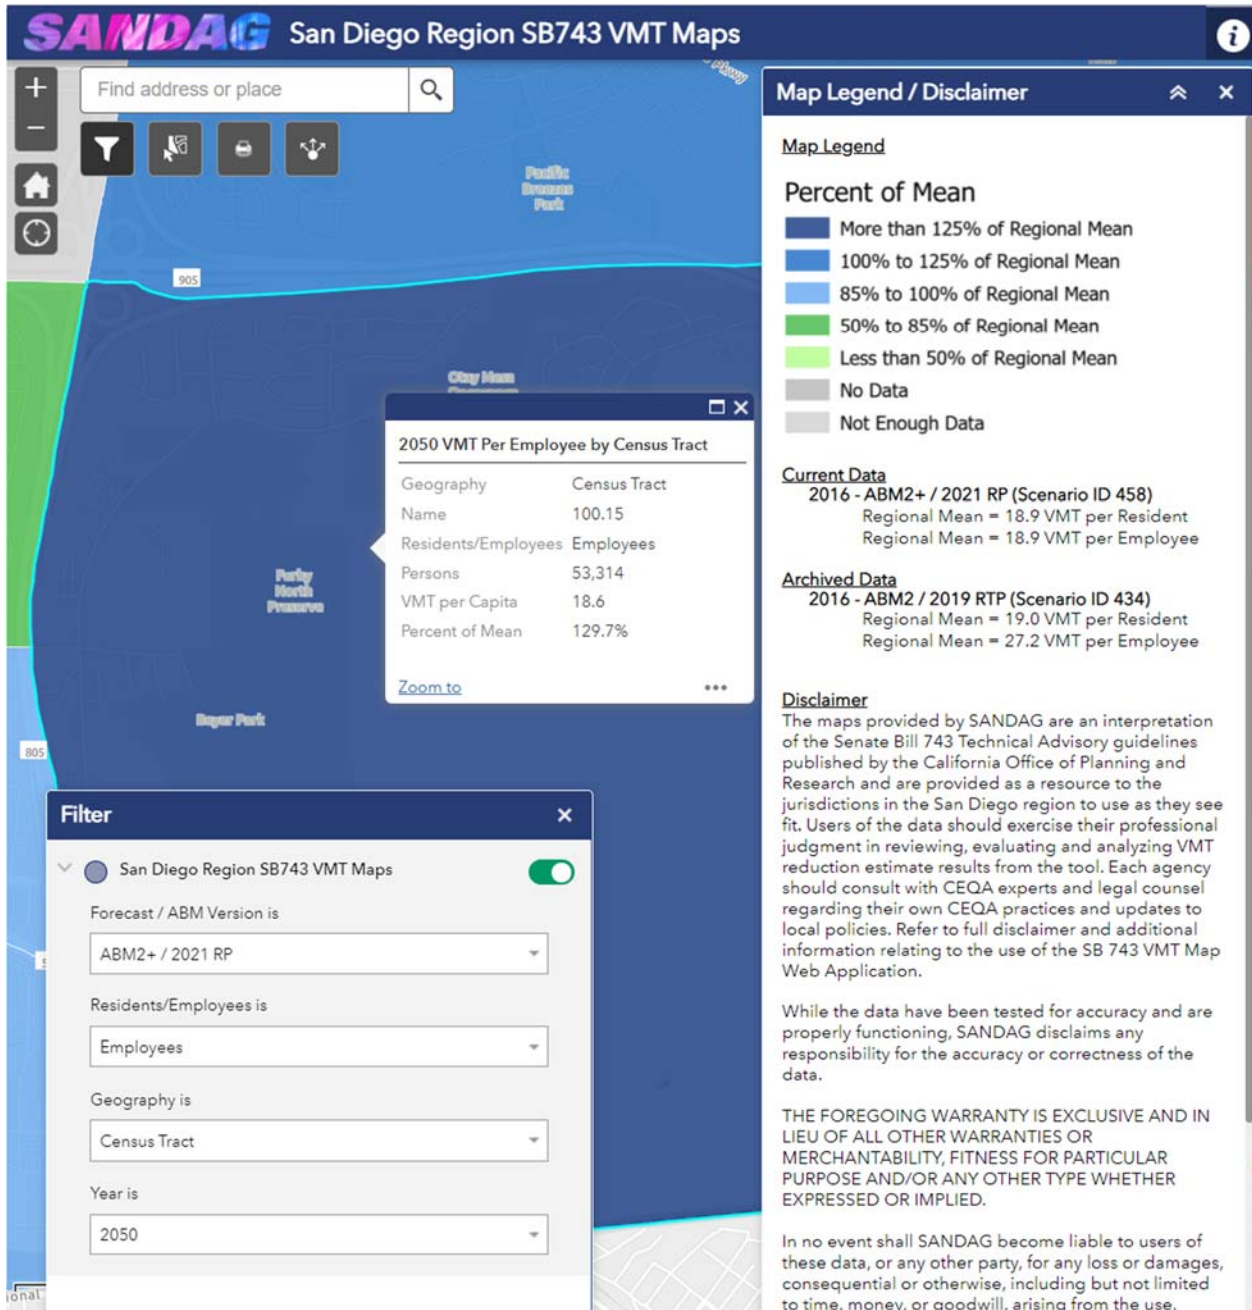 SANDAG San Diego Region SB743 VMT Maps
Find address or place
Pkwy
Pacific
Breezes
Park
905
Otay Mesa
Parky
North
Preserve
Beyer Park
805
2050 VMT Per Employee by Census Tract
Geography Census Tract
Name 100.15
Residents/Employees Employees
Persons 53,314
VMT per Capita 18.6
Percent of Mean 129.7%
Zoom to
Filter
San Diego Region SB743 VMT Maps
Forecast / ABM Version is
ABM2+ / 2021 RP
Residents/Employees is
Employees
Geography is
Census Tract
Year is
2050
Map Legend / Disclaimer
Map Legend
Percent of Mean
More than 125% of Regional Mean
100% to 125% of Regional Mean
85% to 100% of Regional Mean
50% to 85% of Regional Mean
Less than 50% of Regional Mean
No Data
Not Enough Data
Current Data
2016 - ABM2+ / 2021 RP (Scenario ID 458)
Regional Mean = 18.9 VMT per Resident
Regional Mean = 18.9 VMT per Employee
Archived Data
2016 - ABM2 / 2019 RTP (Scenario ID 434)
Regional Mean = 19.0 VMT per Resident
Regional Mean = 27.2 VMT per Employee
Disclaimer
The maps provided by SANDAG are an interpretation
of the Senate Bill 743 Technical Advisory guidelines
published by the California Office of Planning and
Research and are provided as a resource to the
jurisdictions in the San Diego region to use as they see
fit. Users of the data should exercise their professional
judgment in reviewing, evaluating and analyzing VMT
reduction estimate results from the tool. Each agency
should consult with CEQA experts and legal counsel
regarding their own CEQA practices and updates to
local policies. Refer to full disclaimer and additional
information relating to the use of the SB 743 VMT Map
Web Application.
While the data have been tested for accuracy and are
properly functioning, SANDAG disclaims any
responsibility for the accuracy or correctness of the
data.
THE FOREGOING WARRANTY IS EXCLUSIVE AND IN
LIEU OF ALL OTHER WARRANTIES OR
MERCHANTABILITY, FITNESS FOR PARTICULAR
PURPOSE AND/OR ANY OTHER TYPE WHETHER
EXPRESSED OR IMPLIED.
In no event shall SANDAG become liable to users of
these data, or any other party, for any loss or damages,
consequential or otherwise, including but not limited
to time, money, or goodwill, arising from the use,